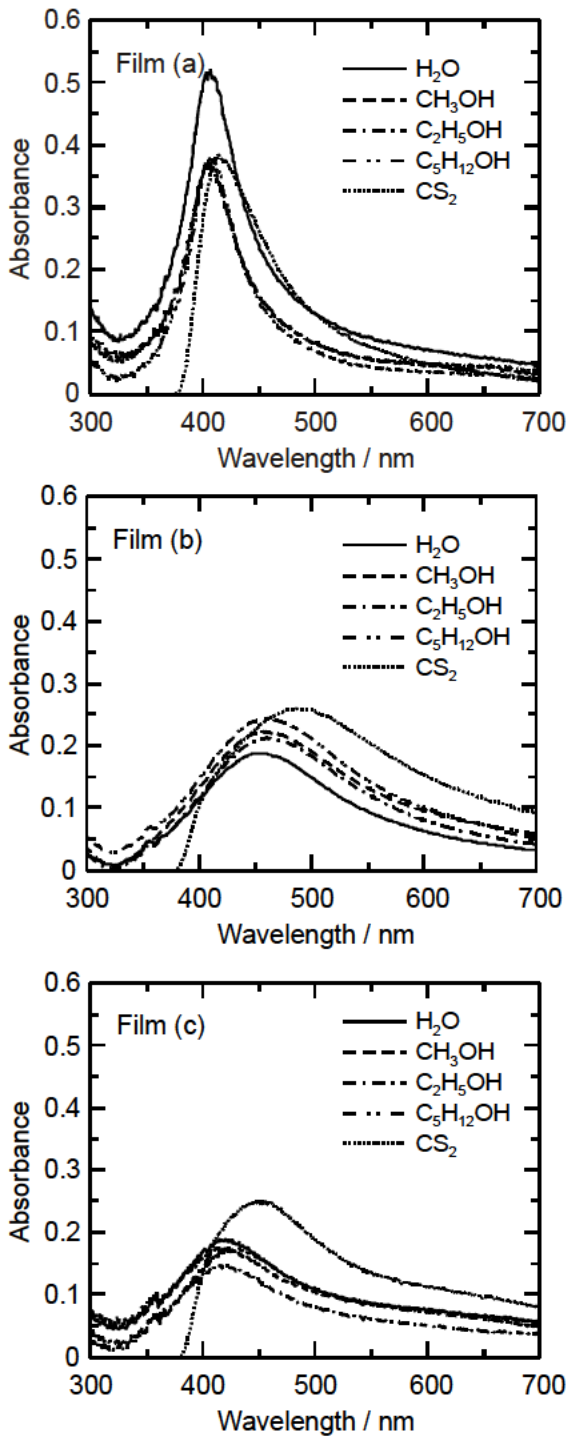 0.6
Film (a)
H₂O
0.5
CH₃OH
C₂H₅OH
0.4
C₅H₁₂OH
CS₂
0.3
Absorbance
0.2
0.1
0
300 400 500 600 700
Wavelength / nm
0.6
Film (b)
H₂O
0.5
CH₃OH
C₂H₅OH
0.4
C₅H₁₂OH
CS₂
0.3
Absorbance
0.2
0.1
0
300 400 500 600 700
Wavelength / nm
0.6
Film (c)
H₂O
0.5
CH₃OH
C₂H₅OH
0.4
C₅H₁₂OH
CS₂
0.3
Absorbance
0.2
0.1
0
300 400 500 600 700
Wavelength / nm